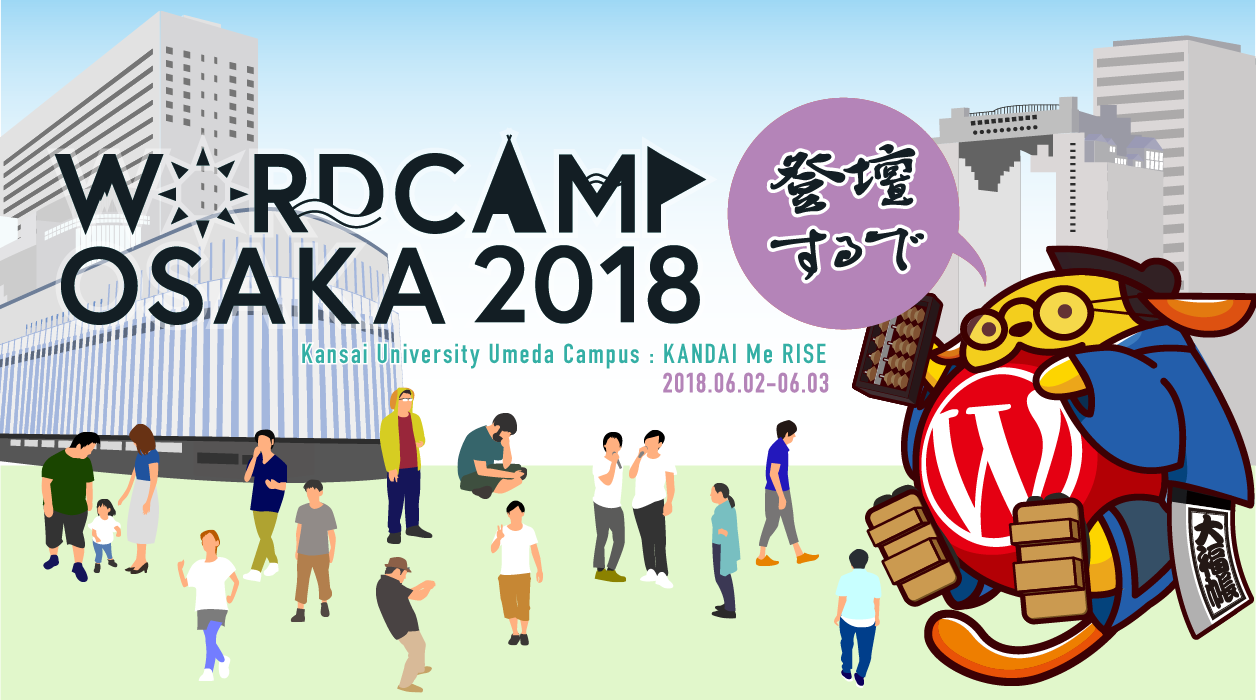 WORDCAMP
OSAKA 2018
登壇
するで
Kansai University Umeda Campus : KANDAI Me RISE
2018.06.02-06.03
W
大福帳